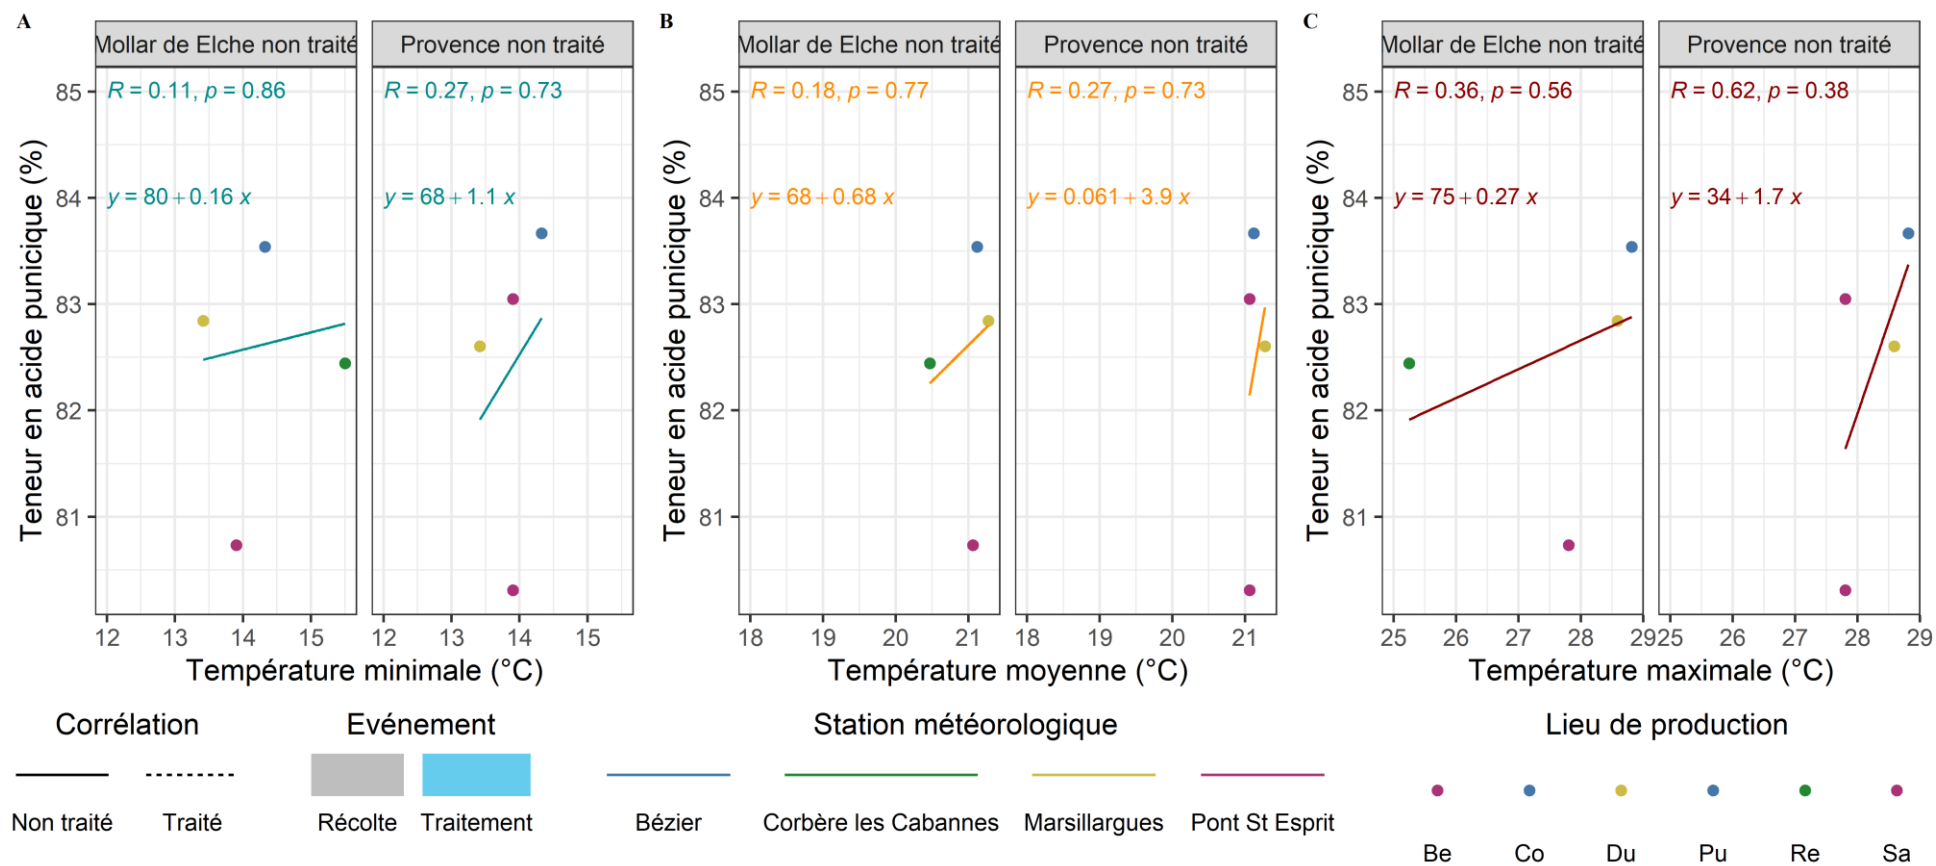 A
B
C
Mollar de Elche non traité
Provence non traité
Mollar de Elche non traité
Provence non traité
Mollar de Elche non traité
Provence non traité
R = 0.11, p = 0.86
R = 0.27, p = 0.73
R = 0.18, p = 0.77
R = 0.27, p = 0.73
R = 0.36, p = 0.56
R = 0.62, p = 0.38
y = 80 + 0.16 x
y = 68 + 1.1 x
y = 68 + 0.68 x
y = 0.061 + 3.9 x
y = 75 + 0.27 x
y = 34 + 1.7 x
Teneur en acide punicique (%)
85
84
83
82
81
Teneur en acide punicique (%)
85
84
83
82
81
Teneur en acide punicique (%)
85
84
83
82
81
12 13 14 15 12 13 14 15
18 19 20 21 18 19 20 21
25 26 27 28 29 25 26 27 28 29
Température minimale (°C)
Température moyenne (°C)
Température maximale (°C)
Corrélation
Non traité Traité
Evénement
Récolte Traitement
Station météorologique
Bézier Corbère les Cabannes Marsillargues Pont St Esprit
Lieu de production
Be Co Du Pu Re Sa